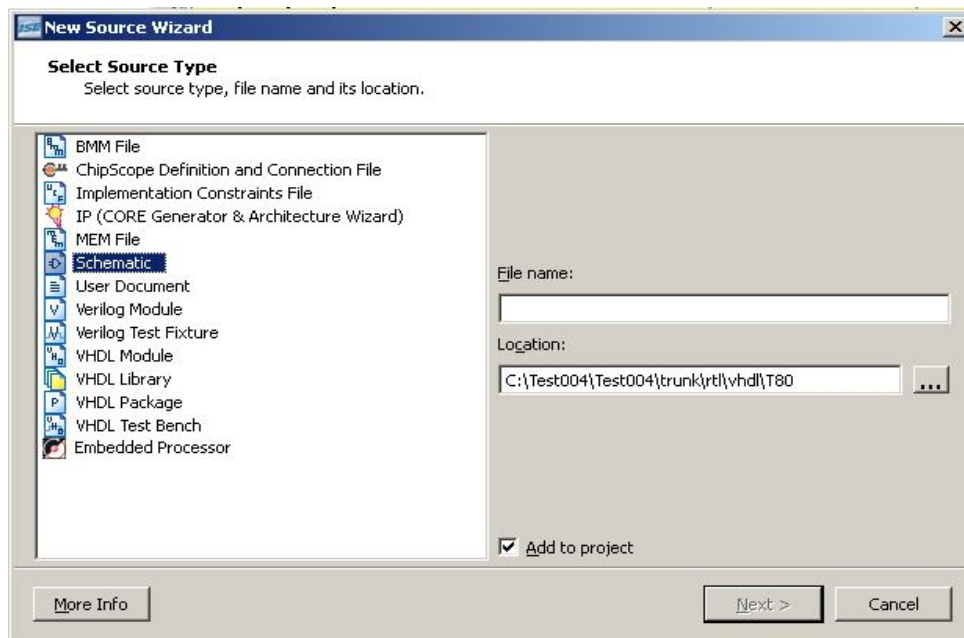 ISE New Source Wizard
Select Source Type
Select source type, file name and its location.
BMM File
ChipScope Definition and Connection File
Implementation Constraints File
IP (CORE Generator & Architecture Wizard)
MEM File
Schematic
User Document
Verilog Module
Verilog Test Fixture
VHDL Module
VHDL Library
VHDL Package
VHDL Test Bench
Embedded Processor
File name:
Location:
C:\Test004\Test004\trunk\rtl\vhdl\T80
...
Add to project
More Info
Next >
Cancel